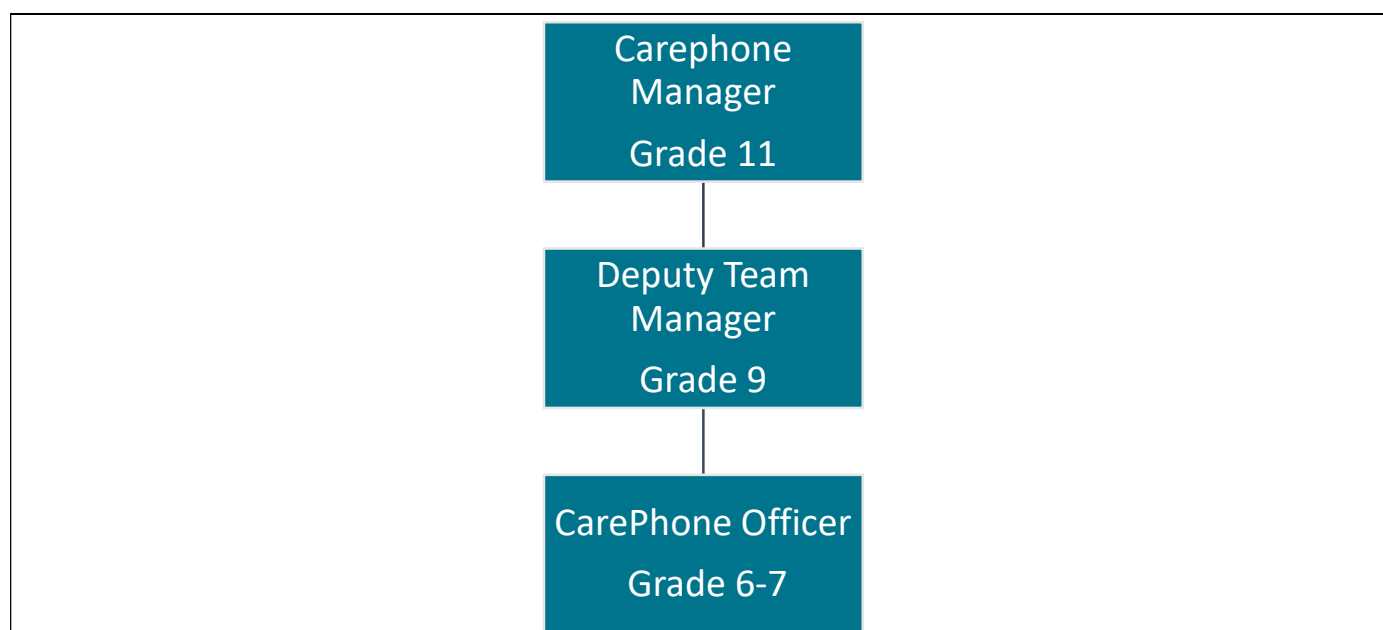 Carephone
Manager
Grade 11
Deputy Team
Manager
Grade 9
CarePhone Officer
Grade 6-7